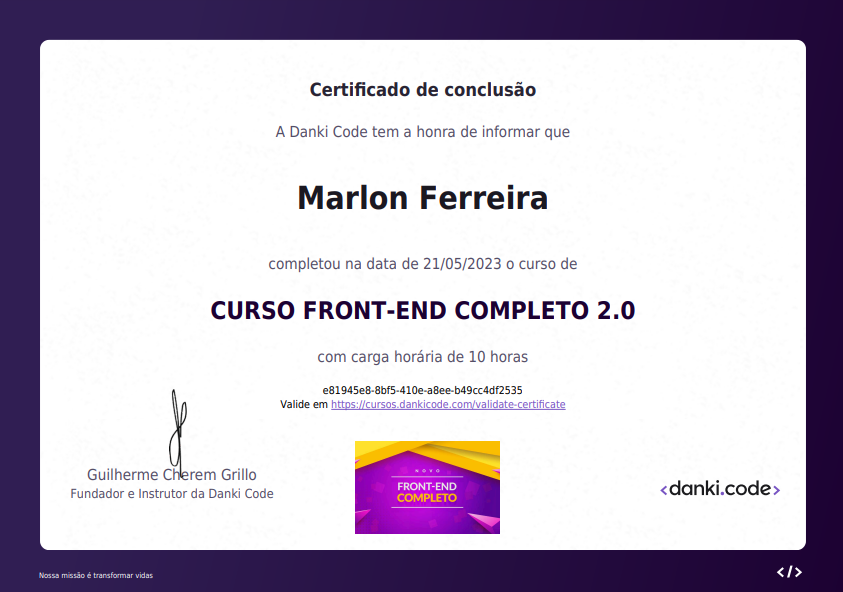 Certificado de conclusão
A Danki Code tem a honra de informar que
Marlon Ferreira
completou na data de 21/05/2023 o curso de
CURSO FRONT-END COMPLETO 2.0
com carga horária de 10 horas
e81945e8-8bf5-410e-a8ee-b49cc4df2535
Valide em https://cursos.dankicode.com/validate-certificate
Guilherme Cherem Grillo
Fundador e Instrutor da Danki Code
NOVO
FRONT-END
COMPLETO
<danki.code>
Nossa missão é transformar vidas
</>